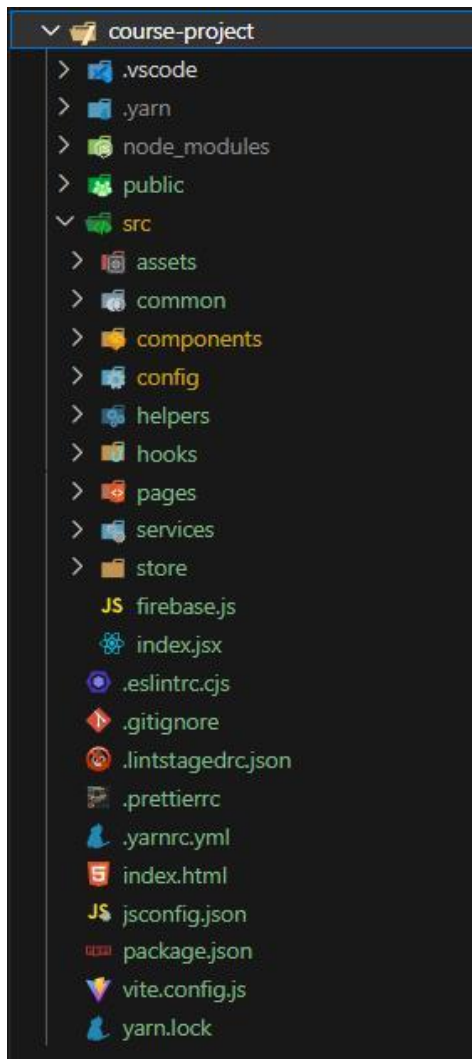 course-project
.vscode
.yarn
node_modules
public
src
assets
common
components
config
helpers
hooks
pages
services
store
JS firebase.js
index.jsx
.eslintrc.cjs
.gitignore
.lintstagedrc.json
.prettierrc
.yarnrc.yml
index.html
JS jsconfig.json
package.json
vite.config.js
yarn.lock